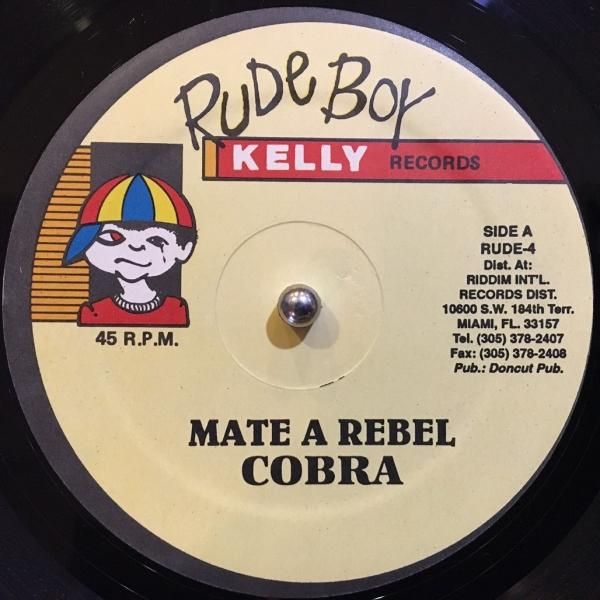 RUDE BOY
KELLY RECORDS
SIDE A
RUDE-4
Dist. At:
RIDDIM INT'L.
RECORDS DIST.
10600 S.W. 184th Terr.
MIAMI, FL. 33157
Tel. (305) 378-2407
Fax: (305) 378-2408
Pub.: Doncut Pub.
45 R.P.M.
MATE A REBEL
COBRA